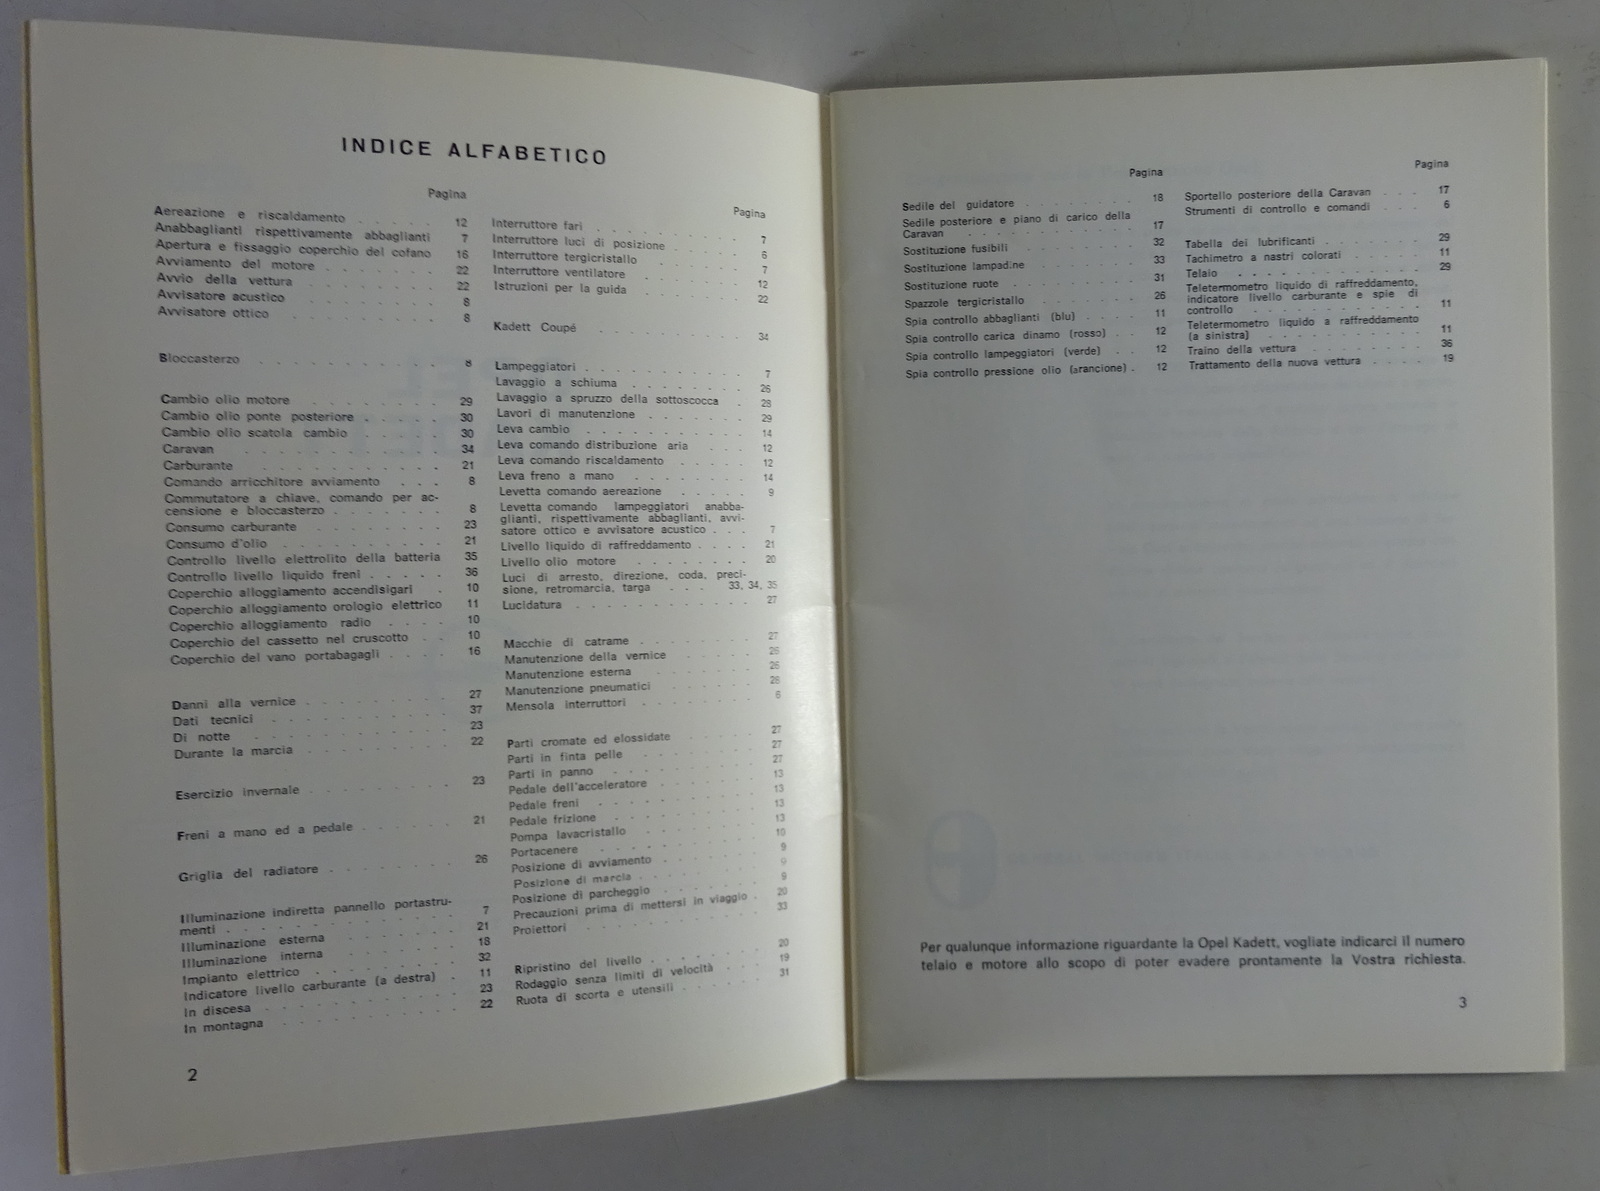 INDICE ALFABETICO
Pagina
Aereazione e riscaldamento . . . . . 12
Anabbaglianti rispettivamente abbaglianti 7
Apertura e fissaggio coperchio del cofano 16
Avviamento del motore . . . . . . . 22
Avvio della vettura . . . . . . . . 22
Avvisatore acustico . . . . . . . 8
Avvisatore ottico . . . . . . . 8
Bloccasterzo . . . . . . . . . 8
Cambio olio motore . . . . . . . 29
Cambio olio ponte posteriore . . . . . 30
Cambio olio scatola cambio . . . . . 30
Caravan . . . . . . . . . . 34
Carburante . . . . . . . . . 21
Comando arricchitore avviamento . . . 8
Commutatore a chiave, comando per ac-
censione e bloccasterzo . . . . . . 8
Consumo carburante . . . . . . . 23
Consumo d'olio . . . . . . . . 21
Controllo livello elettrolito della batteria 35
Controllo livello liquido freni . . . . . 36
Coperchio alloggiamento accendisigari . 10
Coperchio alloggiamento orologio elettrico 11
Coperchio alloggiamento radio . . . . 10
Coperchio del cassetto nel cruscotto . . 10
Coperchio del vano portabagagli . . . . 16
Danni alla vernice . . . . . . . . 27
Dati tecnici . . . . . . . . . 37
Di notte . . . . . . . . . . 23
Durante la marcia . . . . . . . . 22
Esercizio invernale . . . . . . . . 23
Freni a mano ed a pedale . . . . . . 21
Griglia del radiatore . . . . . . . 26
Illuminazione indiretta pannello portastru-
menti . . . . . . . . . . . 7
Illuminazione esterna . . . . . . 21
Illuminazione interna . . . . . . 18
Impianto elettrico . . . . . . . . 32
Indicatore livello carburante (a destra) . 11
In discesa . . . . . . . . . . 23
In montagna . . . . . . . . . 22
2
Pagina
Interruttore fari . . . . . . . . 7
Interruttore luci di posizione . . . . 6
Interruttore tergicristallo . . . . . 7
Interruttore ventilatore . . . . . . 12
Istruzioni per la guida . . . . . . 22
Kadett Coupé . . . . . . . . . 34
Lampeggiatori . . . . . . . . . 7
Lavaggio a schiuma . . . . . . . 26
Lavaggio a spruzzo della sottoscocca . 28
Lavori di manutenzione . . . . . . 29
Leva cambio . . . . . . . . . 14
Leva comando distribuzione aria . . . 12
Leva comando riscaldamento . . . . . 12
Leva freno a mano . . . . . . . 14
Levetta comando aereazione . . . . . 9
Levetta comando lampeggiatori anabba-
glianti, rispettivamente abbaglianti, avvi-
satore ottico e avvisatore acustico . . . 7
Livello liquido di raffreddamento . . . . 21
Livello olio motore . . . . . . . 20
Luci di arresto, direzione, coda, preci-
sione, retromarcia, targa . . . 33, 34, 35
Lucidatura . . . . . . . . . . 27
Macchie di catrame . . . . . . . 27
Manutenzione della vernice . . . . . 26
Manutenzione esterna . . . . . . 26
Manutenzione pneumatici . . . . . . 28
Mensola interruttori . . . . . . . 6
Parti cromate ed elossidate . . . . . 27
Parti in finta pelle . . . . . . . 27
Parti in panno . . . . . . . . . 27
Pedale dell'acceleratore . . . . . . 13
Pedale freni . . . . . . . . . 13
Pedale frizione . . . . . . . . 13
Pompa lavacristallo . . . . . . . 13
Portacenere . . . . . . . . . 10
Posizione di avviamento . . . . . . 9
Posizione di marcia . . . . . . . 9
Posizione di parcheggio . . . . . . 9
Precauzioni prima di mettersi in viaggio . 20
Proiettori . . . . . . . . . . 33
Ripristino del livello . . . . . . . 20
Rodaggio senza limiti di velocità . . . 19
Ruota di scorta e utensili . . . . . . 31
Pagina
Sedile del guidatore . . . . . . . . 18
Sedile posteriore e piano di carico della
Caravan . . . . . . . . . . 17
Sostituzione fusibili . . . . . . . 32
Sostituzione lampadine . . . . . . 33
Sostituzione ruote . . . . . . . . 31
Spazzole tergicristallo . . . . . . 26
Spia controllo abbaglianti (blu) . . . . 11
Spia controllo carica dinamo (rosso) . . 12
Spia controllo lampeggiatori (verde) . . 12
Spia controllo pressione olio (arancione) . 12
Pagina
Sportello posteriore della Caravan . . . 17
Strumenti di controllo e comandi . . . 6
Tabella dei lubrificanti . . . . . . 29
Tachimetro a nastri colorati . . . . . 11
Telaio . . . . . . . . . . . 29
Teletermometro liquido di raffreddamento,
indicatore livello carburante e spie di
controllo . . . . . . . . . . 11
Teletermometro liquido a raffreddamento
(a sinistra) . . . . . . . . . 11
Traino della vettura . . . . . . . 36
Trattamento della nuova vettura . . . . 19
Per qualunque informazione riguardante la Opel Kadett, vogliate indicarci il numero
telaio e motore allo scopo di poter evadere prontamente la Vostra richiesta.
3